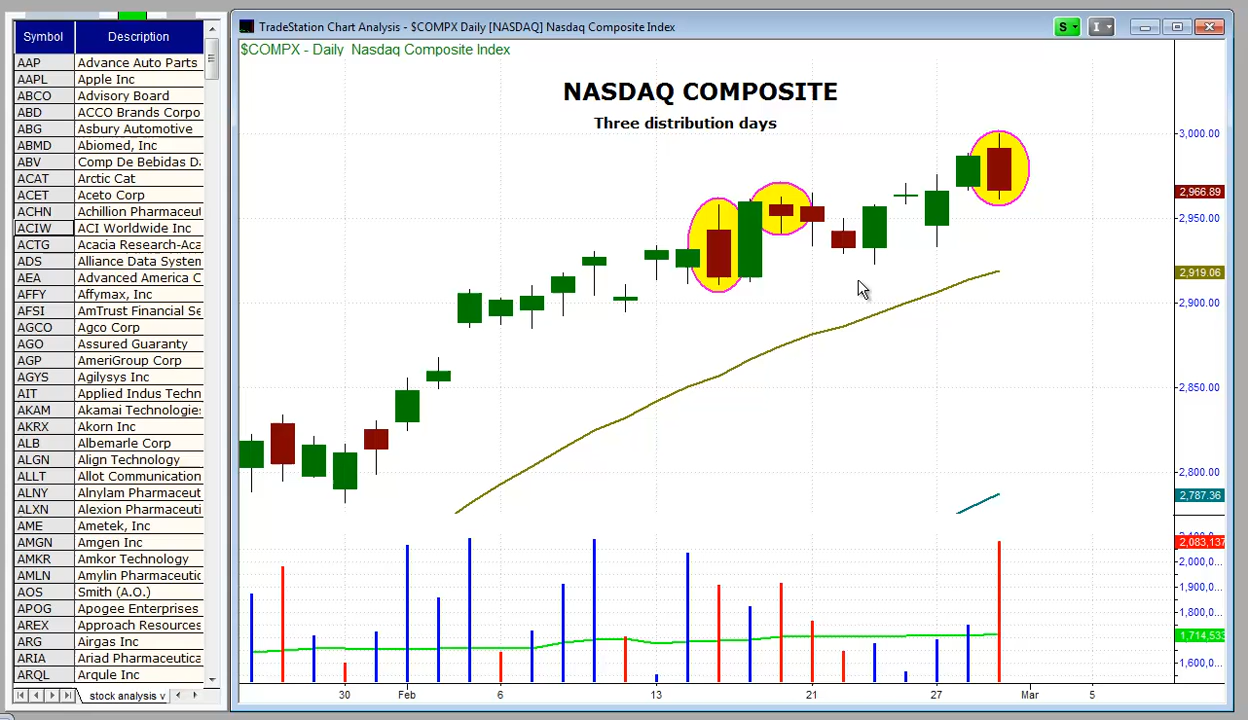 Symbol Description
AAP Advance Auto Parts
AAPL Apple Inc
ABCO Advisory Board
ABD ACCO Brands Corpo
ABG Asbury Automotive
ABMD Abiomed, Inc
ABV Comp De Bebidas Da
ACAT Arctic Cat
ACET Aceto Corp
ACHN Achillion Pharmaceut
ACIW ACI Worldwide Inc
ACTG Acacia Research-Aca
ADS Alliance Data System
AEA Advanced America C
AFFY Affymax, Inc
AFSI AmTrust Financial Se
AGCO Agco Corp
AGO Assured Guaranty
AGP AmeriGroup Corp
AGYS Agilysys Inc
AIT Applied Indus Techn
AKAM Akamai Technologies
AKRX Akorn Inc
ALB Albemarle Corp
ALGN Align Technology
ALLT Allot Communication
ALNY Alnylam Pharmaceut
ALXN Alexion Pharmaceuti
AME Ametek, Inc
AMGN Amgen Inc
AMKR Amkor Technology
AMLN Amylin Pharmaceutic
AOS Smith (A.O.)
APOG Apogee Enterprises
AREX Approach Resources
ARG Airgas Inc
ARIA Ariad Pharmaceutica
ARQL Arqule Inc
stock analysis v
TradeStation Chart Analysis - $COMPX Daily [NASDAQ] Nasdaq Composite Index
S I
$COMPX - Daily Nasdaq Composite Index
NASDAQ COMPOSITE
Three distribution days
3,000.00
2,966.89
2,950.00
2,919.06
2,900.00
2,850.00
2,800.00
2,787.36
2,083,137
2,000,0...
1,900,0...
1,800,0...
1,714,533
1,600,0...
30 Feb 6 13 21 27 Mar 5